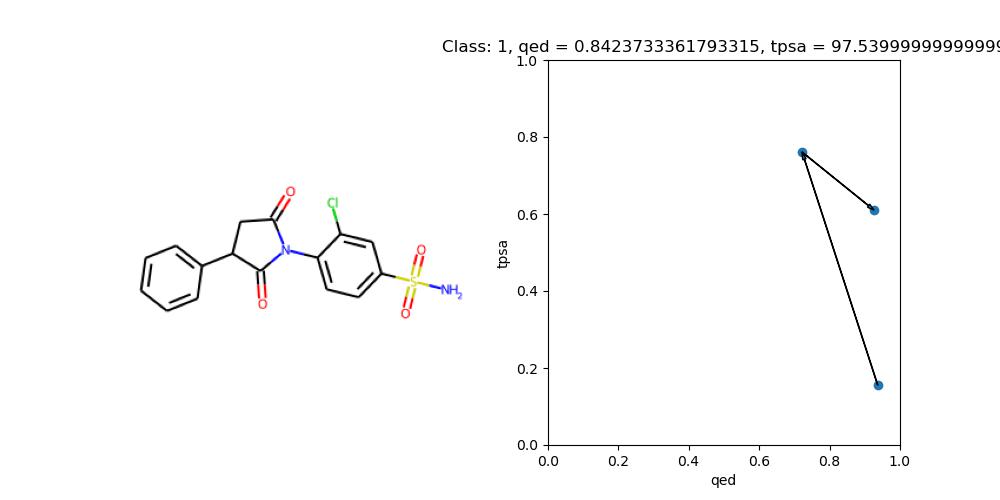 Class: 1, qed = 0.8423733361793315, tpsa = 97.53999999999999
1.0
0.8
0.6
0.4
0.2
0.0
tpsa
0.0 0.2 0.4 0.6 0.8 1.0
qed
O
Cl
N
O
O
S
NH2
O